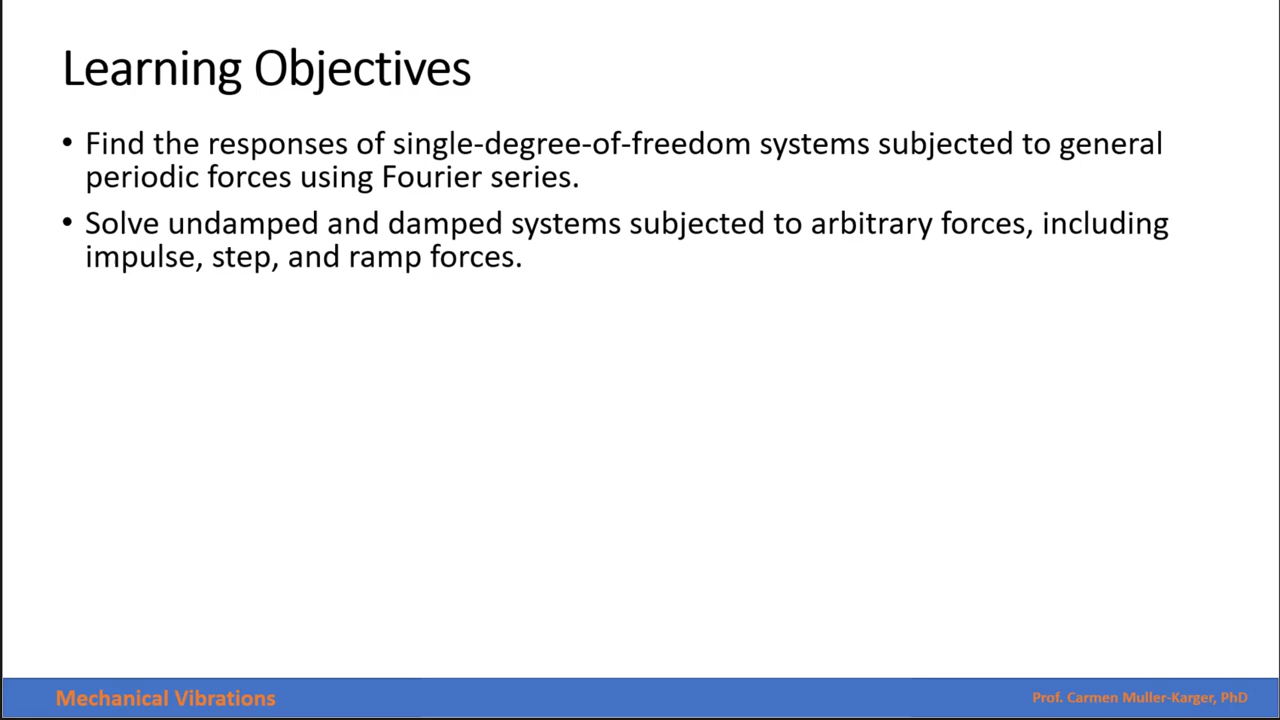 Learning Objectives
• Find the responses of single-degree-of-freedom systems subjected to general
periodic forces using Fourier series.
• Solve undamped and damped systems subjected to arbitrary forces, including
impulse, step, and ramp forces.
Mechanical Vibrations
Prof. Carmen Muller-Karger, PhD